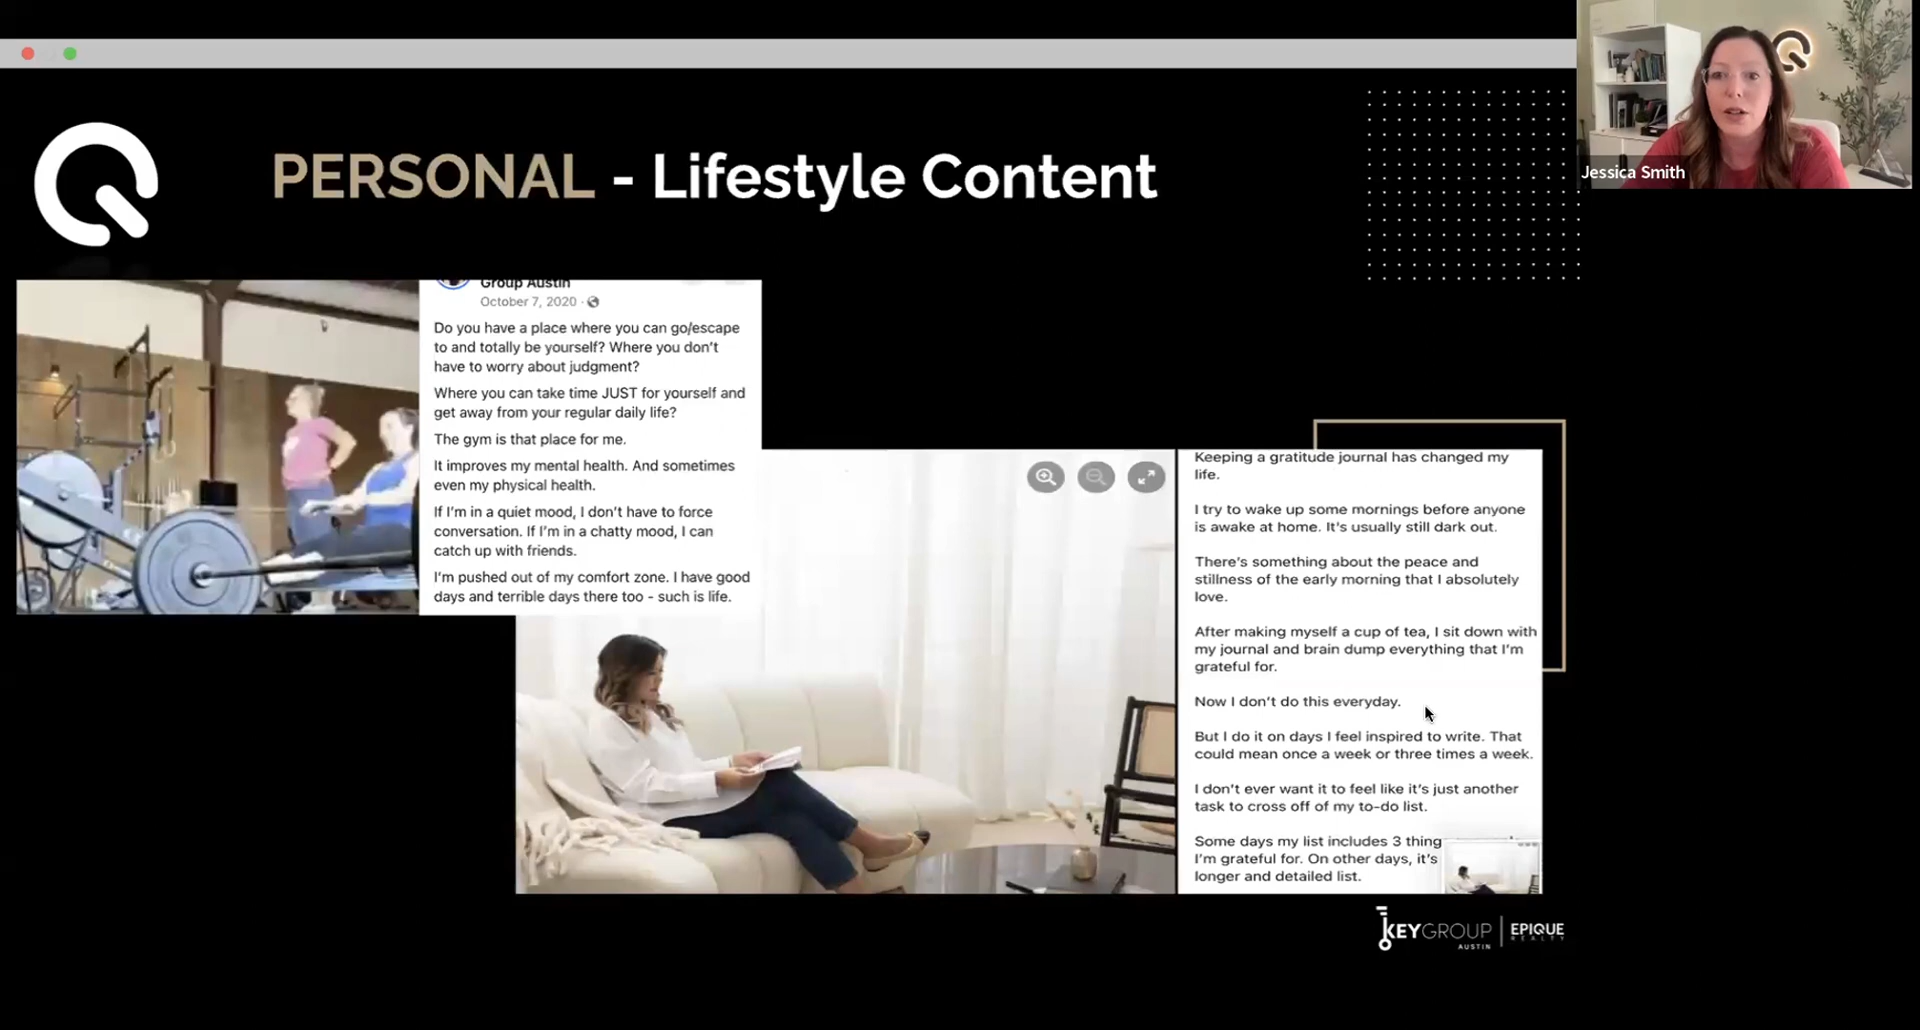 PERSONAL - Lifestyle Content
Jessica Smith
Group Austin
October 7, 2020 ·
Do you have a place where you can go/escape
to and totally be yourself? Where you don't
have to worry about judgment?
Where you can take time JUST for yourself and
get away from your regular daily life?
The gym is that place for me.
It improves my mental health. And sometimes
even my physical health.
If I'm in a quiet mood, I don't have to force
conversation. If I'm in a chatty mood, I can
catch up with friends.
I'm pushed out of my comfort zone. I have good
days and terrible days there too - such is life.
Keeping a gratitude journal has changed my
life.
I try to wake up some mornings before anyone
is awake at home. It's usually still dark out.
There's something about the peace and
stillness of the early morning that I absolutely
love.
After making myself a cup of tea, I sit down with
my journal and brain dump everything that I'm
grateful for.
Now I don't do this everyday.
But I do it on days I feel inspired to write. That
could mean once a week or three times a week.
I don't ever want it to feel like it's just another
task to cross off of my to-do list.
Some days my list includes 3 thing
I'm grateful for. On other days, it's
longer and detailed list.
KEYGROUP
AUSTIN
EPIQUE
REALTY